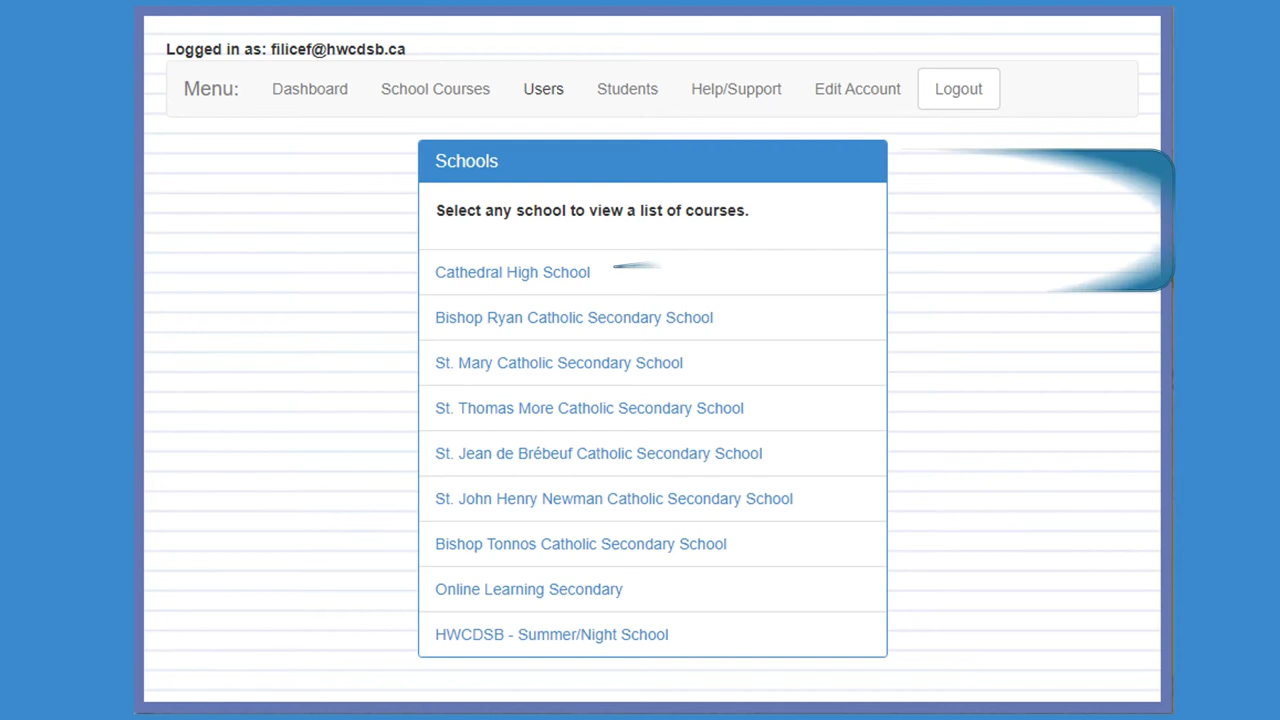 Logged in as: filicef@hwcdsb.ca
Menu: Dashboard School Courses Users Students Help/Support Edit Account Logout
Schools
Select any school to view a list of courses.
Cathedral High School
Bishop Ryan Catholic Secondary School
St. Mary Catholic Secondary School
St. Thomas More Catholic Secondary School
St. Jean de Brébeuf Catholic Secondary School
St. John Henry Newman Catholic Secondary School
Bishop Tonnos Catholic Secondary School
Online Learning Secondary
HWCDSB - Summer/Night School